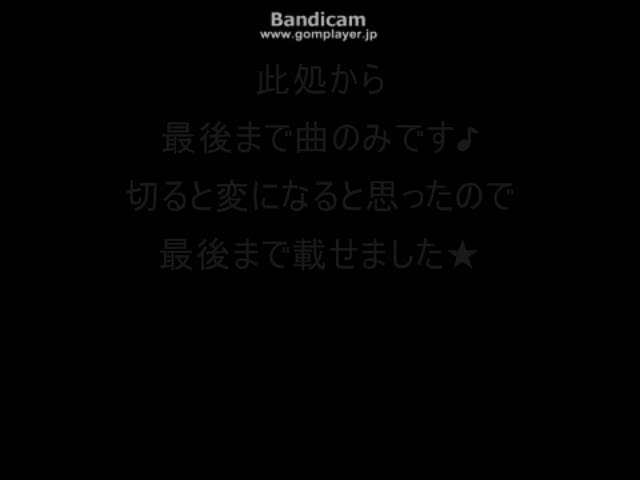 Bandicam
www.gomplayer.jp
此処から
最後まで曲のみです♪
切ると変になると思ったので
最後まで載せました★